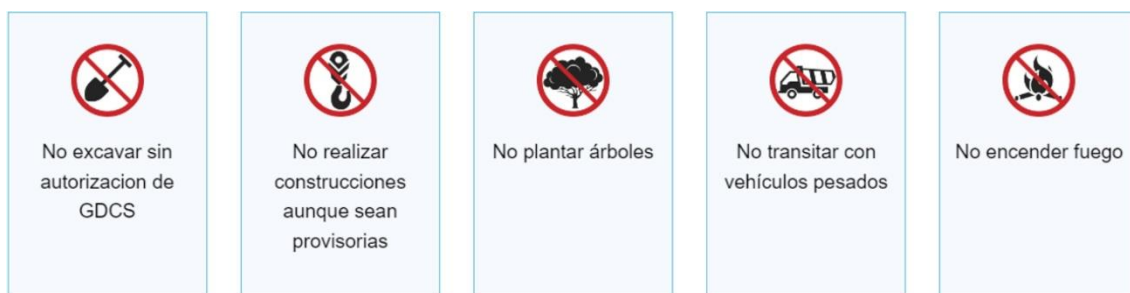 No excavar sin
autorizacion de
GDCS
No realizar
construcciones
aunque sean
provisorias
No plantar árboles
No transitar con
vehículos pesados
No encender fuego